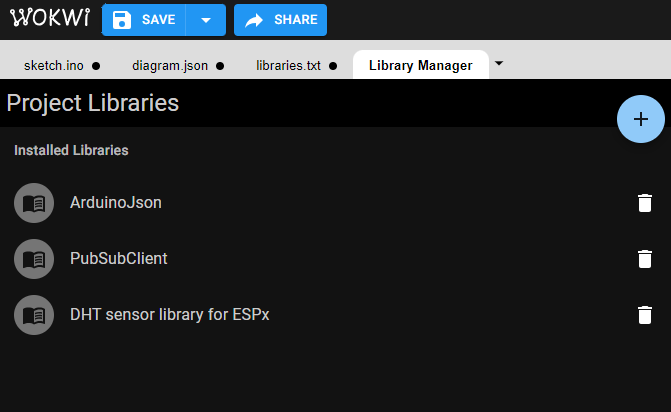 WOKWI SAVE SHARE
sketch.ino ● diagram.json ● libraries.txt ● Library Manager
Project Libraries
+
Installed Libraries
ArduinoJson
PubSubClient
DHT sensor library for ESPx